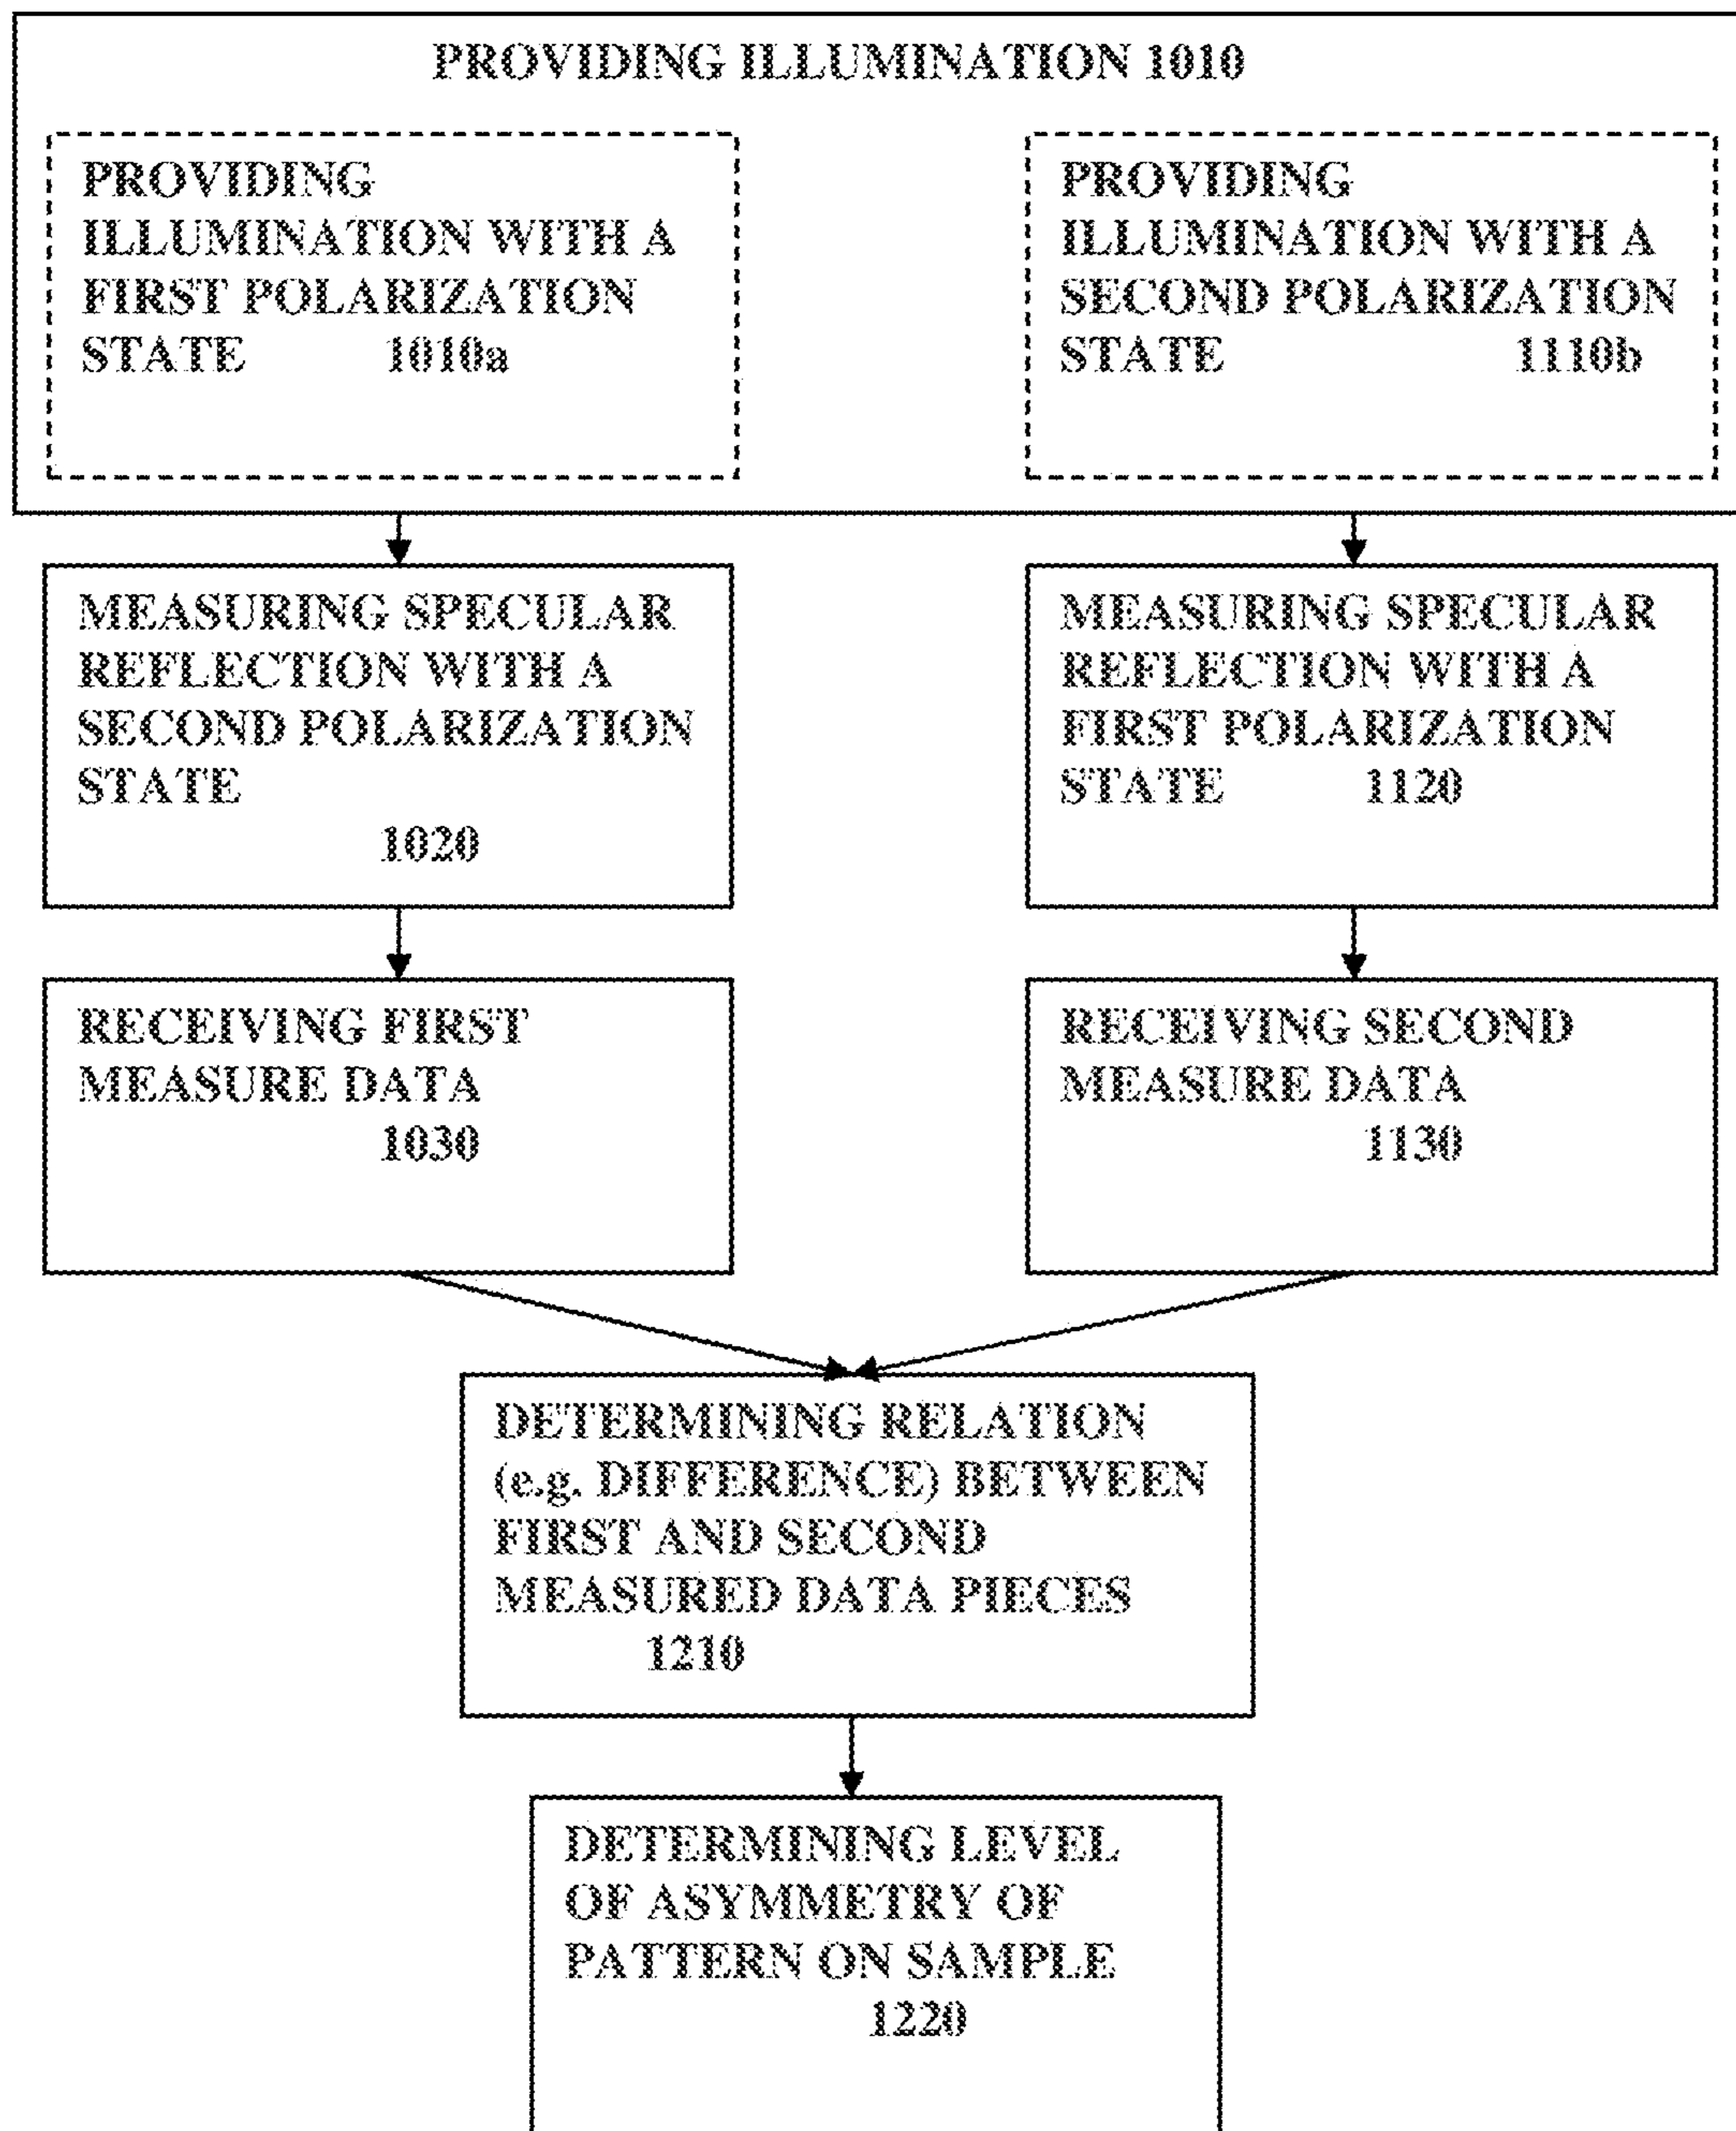 PROVIDING ILLUMINATION 1010
PROVIDING
ILLUMINATION WITH A
FIRST POLARIZATION
STATE 1010a
PROVIDING
ILLUMINATION WITH A
SECOND POLARIZATION
STATE 1110b
MEASURING SPECULAR
REFLECTION WITH A
SECOND POLARIZATION
STATE
1020
MEASURING SPECULAR
REFLECTION WITH A
FIRST POLARIZATION
STATE 1120
RECEIVING FIRST
MEASURE DATA
1030
RECEIVING SECOND
MEASURE DATA
1130
DETERMINING RELATION
(e.g. DIFFERENCE) BETWEEN
FIRST AND SECOND
MEASURED DATA PIECES
1210
DETERMINING LEVEL
OF ASYMMETRY OF
PATTERN ON SAMPLE
1220